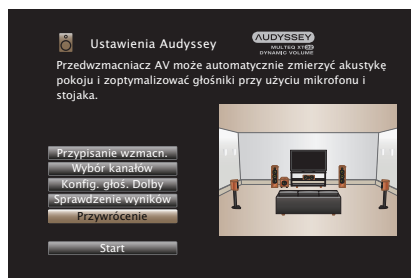 Ustawienia Audyssey
AUDYSSEY
MULTEQ XT32
DYNAMIC VOLUME
Przedwzmacniacz AV może automatycznie zmierzyć akustykę
pokoju i zoptymalizować głośniki przy użyciu mikrofonu i
stojaka.
Przypisanie wzmacn.
Wybór kanałów
Konfig. głoś. Dolby
Sprawdzenie wyników
Przywrócenie
Start